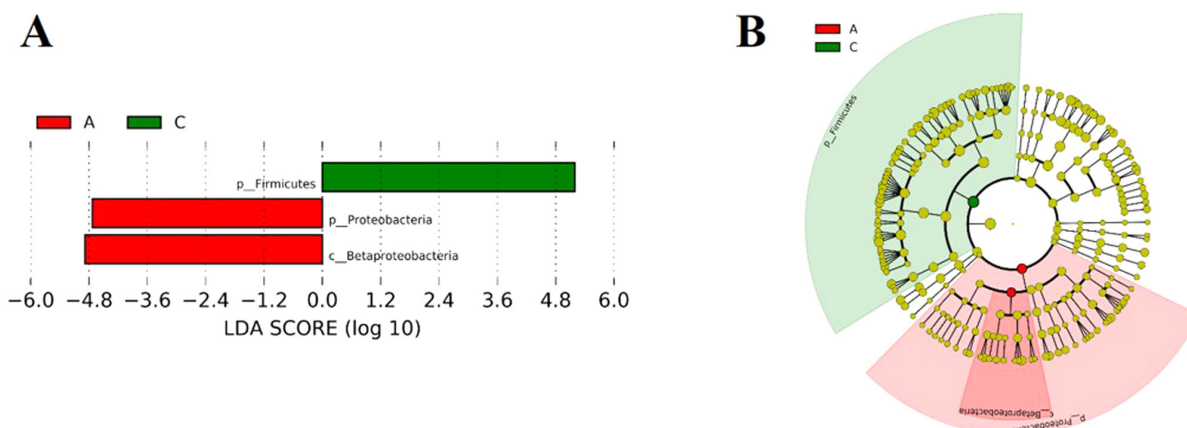 A
A C
p__Firmicutes
p__Proteobacteria
c__Betaproteobacteria
−6.0 −4.8 −3.6 −2.4 −1.2 0.0 1.2 2.4 3.6 4.8 6.0
LDA SCORE (log 10)
B
A
C
p__Firmicutes
c__Betaproteobacteria